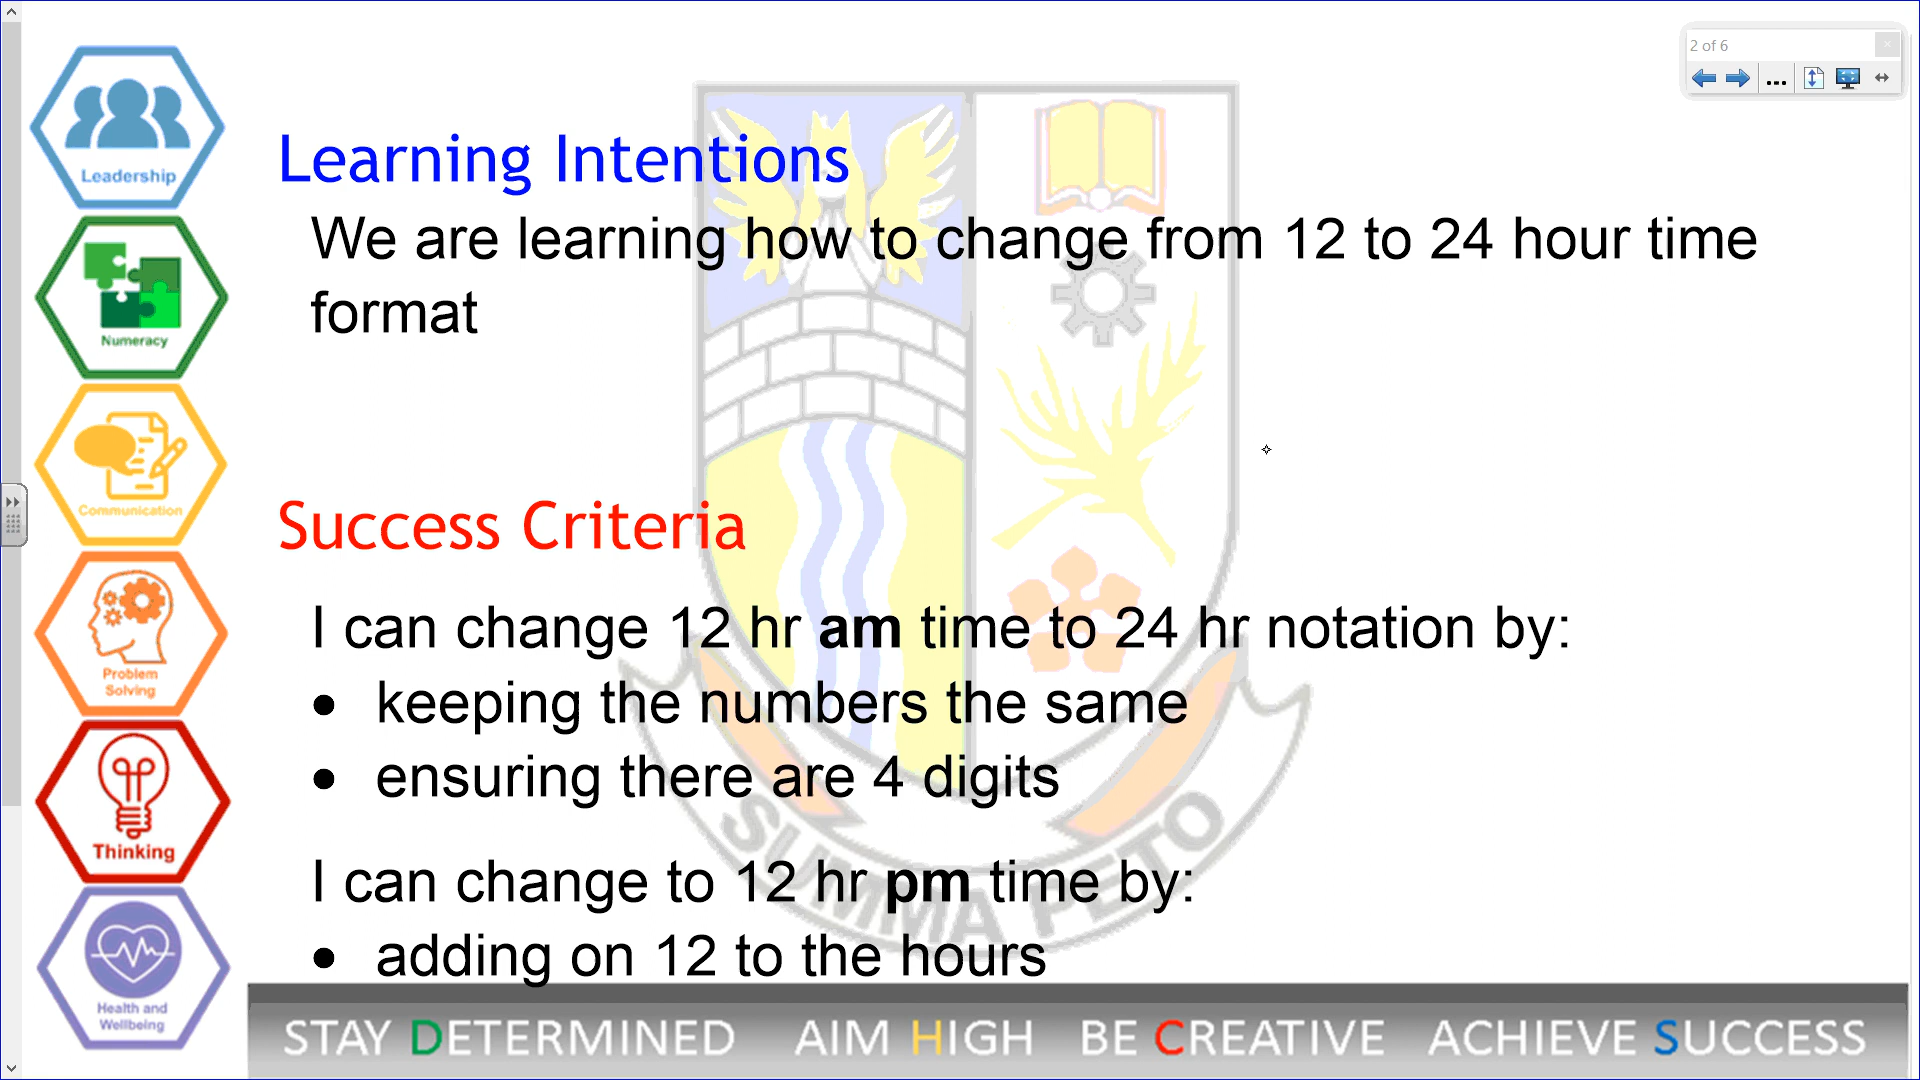 2 of 6
Leadership
Numeracy
Communication
Problem
Solving
Thinking
Health and
Wellbeing
Learning Intentions
We are learning how to change from 12 to 24 hour time
format
Success Criteria
I can change 12 hr am time to 24 hr notation by:
• keeping the numbers the same
• ensuring there are 4 digits
I can change to 12 hr pm time by:
• adding on 12 to the hours
SUMMA PETO
STAY DETERMINED AIM HIGH BE CREATIVE ACHIEVE SUCCESS